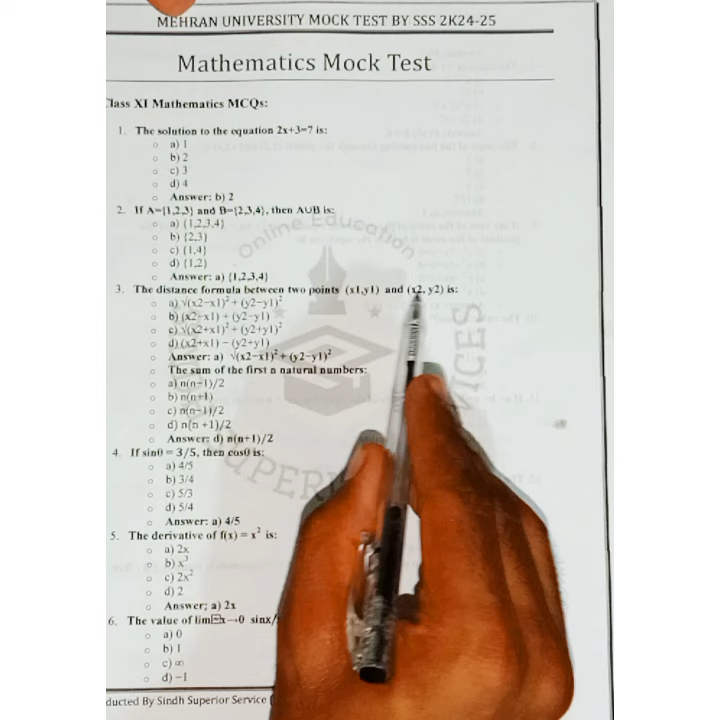 MEHRAN UNIVERSITY MOCK TEST BY SSS 2K24-25
Mathematics Mock Test
lass XI Mathematics MCQs:
1. The solution to the equation 2x+3=7 is:
a) 1
b) 2
c) 3
d) 4
Answer: b) 2
2. If A={1,2,3} and B={2,3,4}, then A∪B is:
a) {1,2,3,4}
b) {2,3}
c) {1,4}
d) {1,2}
Answer: a) {1,2,3,4}
3. The distance formula between two points (x1,y1) and (x2, y2) is:
a) √(x2−x1)² + (y2−y1)²
b) (x2−x1) + (y2−y1)
c) √(x2+x1)² + (y2+y1)²
d) (x2+x1) − (y2+y1)
Answer: a) √(x2−x1)² + (y2−y1)²
The sum of the first n natural numbers:
a) n(n−1)/2
b) n(n+1)
c) n(n−1)/2
d) n(n +1)/2
Answer: d) n(n+1)/2
4. If sinθ = 3/5, then cosθ is:
a) 4/5
b) 3/4
c) 5/3
d) 5/4
Answer: a) 4/5
5. The derivative of f(x) = x² is:
a) 2x
b) x³
c) 2x²
d) 2
Answer; a) 2x
6. The value of lim x→0 sinx/
a) 0
b) 1
c) ∞
d) −1
ducted By Sindh Superior Service
Online Education
SUPER
VICES